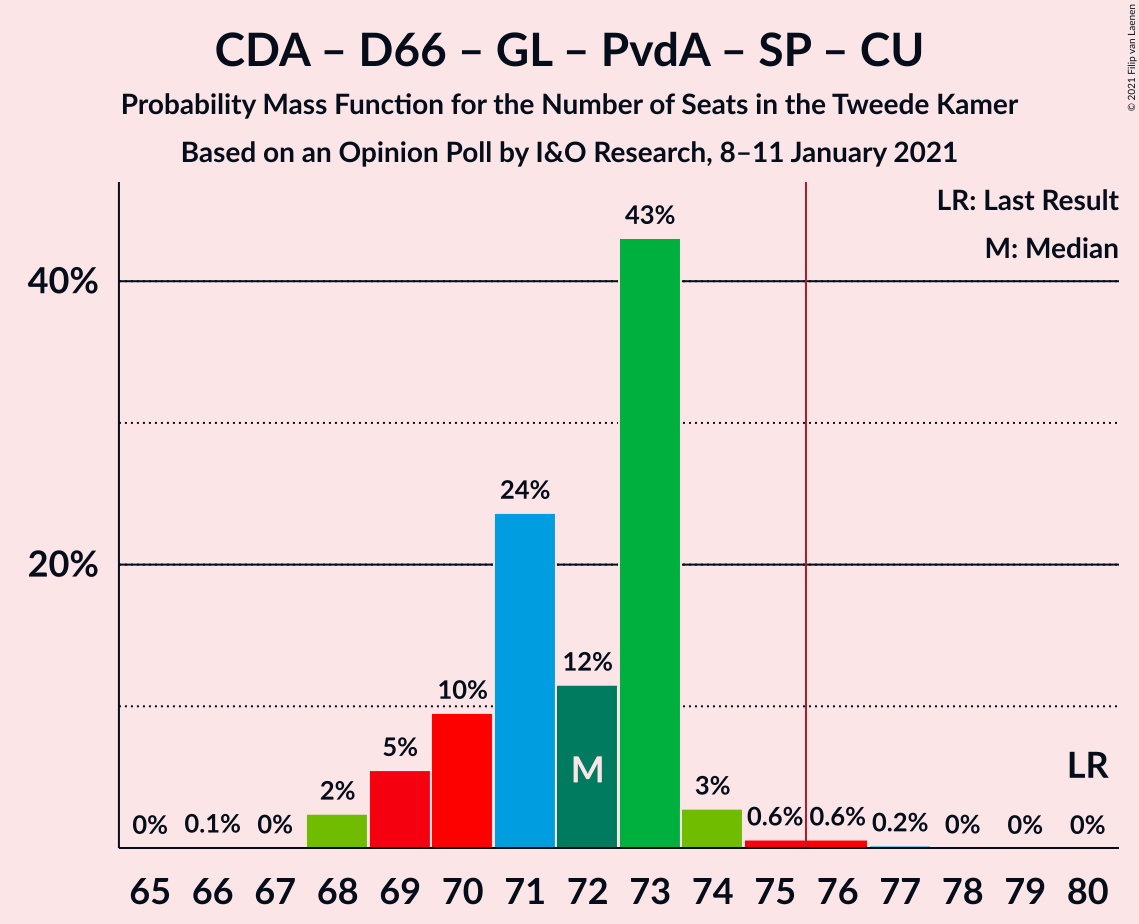 CDA – D66 – GL – PvdA – SP – CU
Probability Mass Function for the Number of Seats in the Tweede Kamer
Based on an Opinion Poll by I&O Research, 8–11 January 2021
© 2021 Filip van Laenen
LR: Last Result
M: Median
40%
20%
0% 0.1% 0% 2% 5% 10% 24% 12% 43% 3% 0.6% 0.6% 0.2% 0% 0% 0%
M
LR
65 66 67 68 69 70 71 72 73 74 75 76 77 78 79 80